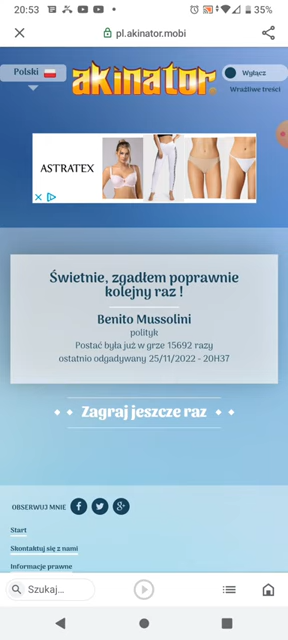 20:53
35%
pl.akinator.mobi
Polski
akinator
Wyłącz
Wrażliwe treści
ASTRATEX
Świetnie, zgadłem poprawnie
kolejny raz !
Benito Mussolini
polityk
Postać była już w grze 15692 razy
ostatnio odgadywany 25/11/2022 - 20H37
Zagraj jeszcze raz
OBSERWUJ MNIE
Start
Skontaktuj się z nami
Informacje prawne
Szukaj...